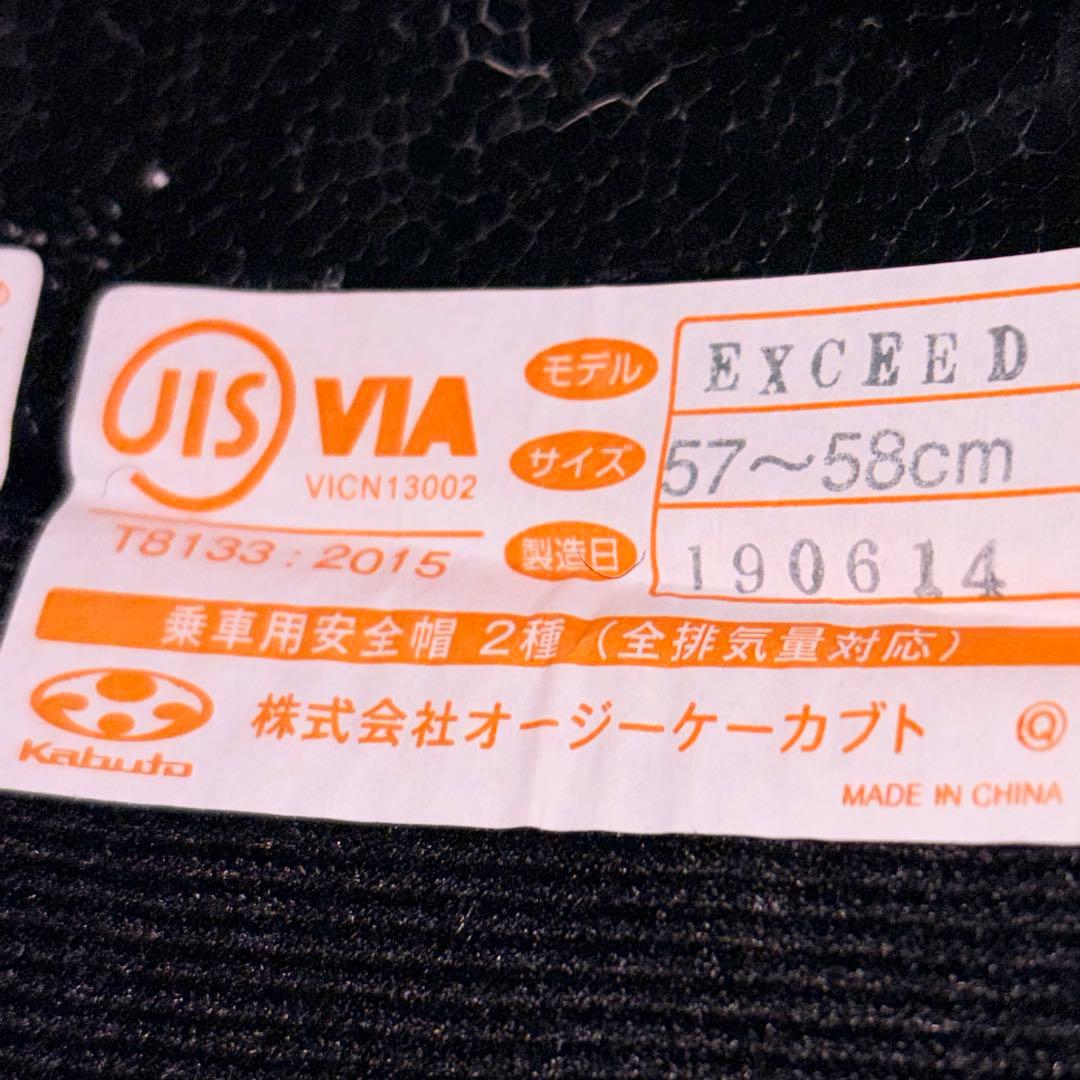 JIS VIA
VICN13002
T8133:2015
モデル EXCEED
サイズ 57～58cm
製造日 190614
乗車用安全帽 2種（全排気量対応）
Kabuto 株式会社オージーケーカブト Q
MADE IN CHINA